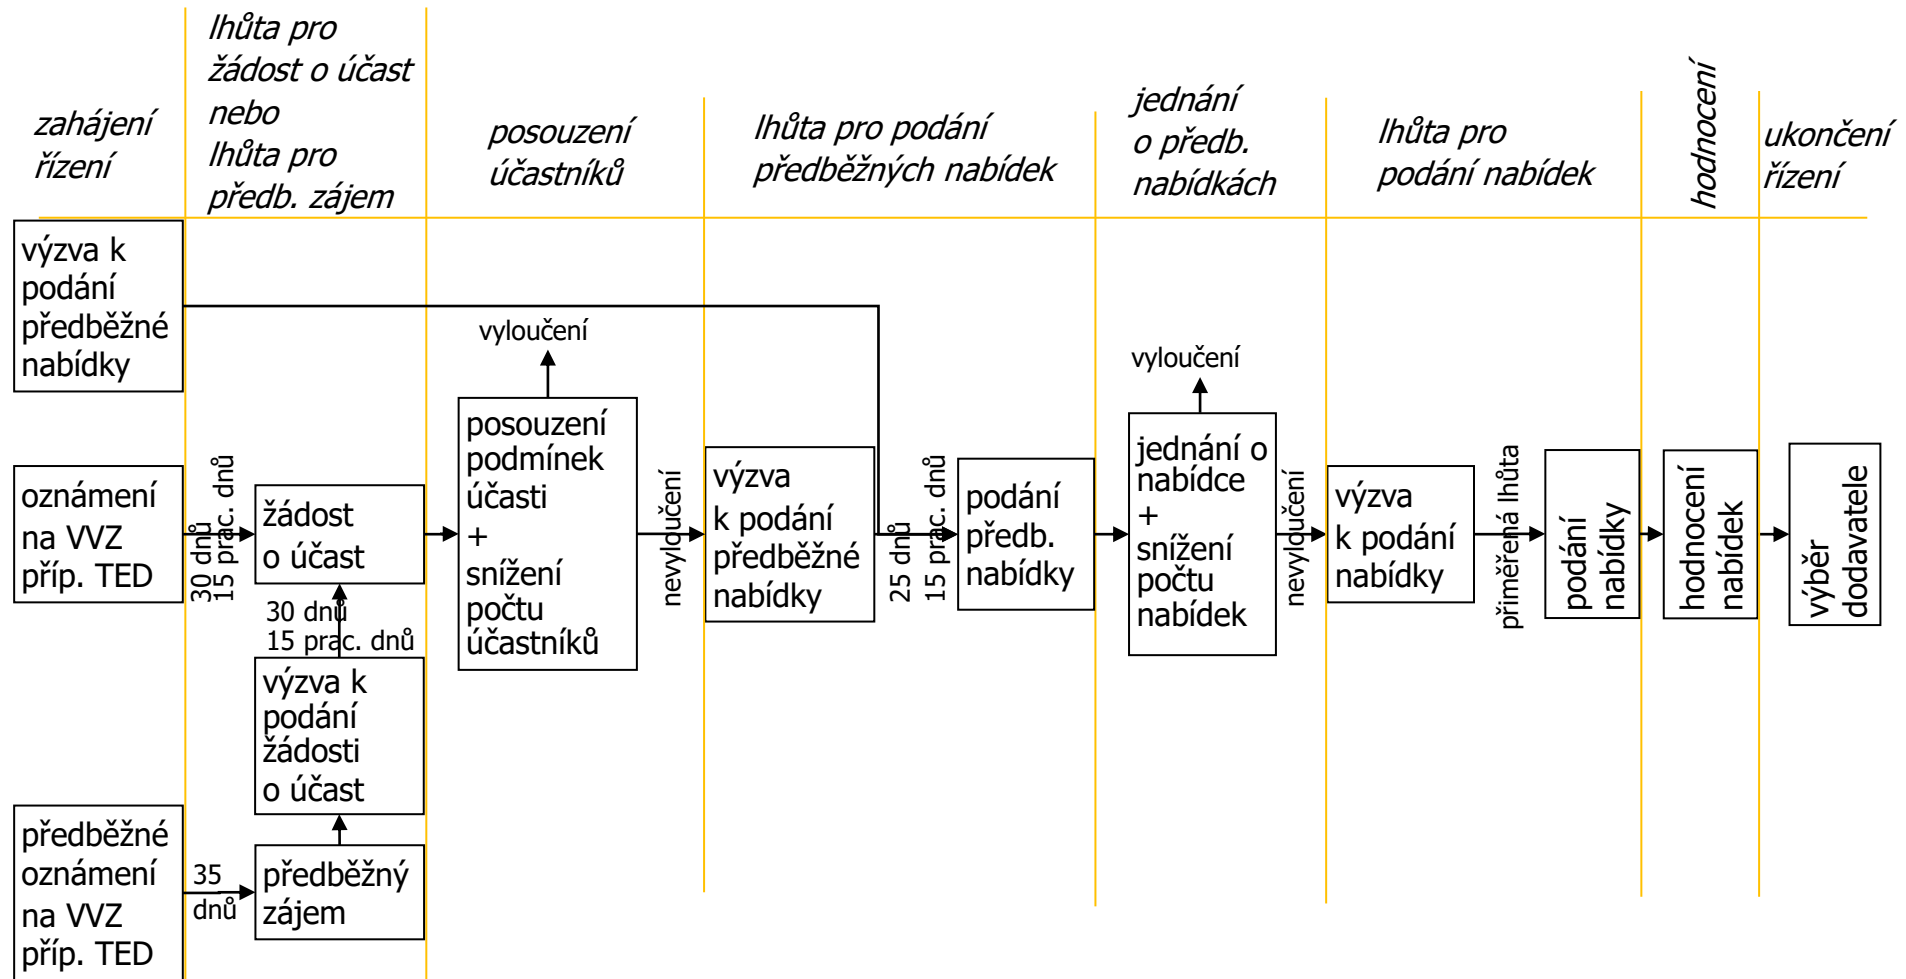 zahájení
řízení
lhůta pro
žádost o účast
nebo
lhůta pro
předb. zájem
posouzení
účastníků
lhůta pro podání
předběžných nabídek
jednání
o předb.
nabídkách
lhůta pro
podání nabídek
hodnocení
ukončení
řízení
výzva k
podání
předběžné
nabídky
oznámení
na VVZ
příp. TED
30 dnů
15 prac. dnů
žádost
o účast
30 dnů
15 prac. dnů
výzva k
podání
žádosti
o účast
předběžné
oznámení
na VVZ
příp. TED
35
dnů
předběžný
zájem
vyloučení
posouzení
podmínek
účasti
+
snížení
počtu
účastníků
nevyloučení
výzva
k podání
předběžné
nabídky
25 dnů
15 prac. dnů
podání
předb.
nabídky
vyloučení
jednání o
nabídce
+
snížení
počtu
nabídek
nevyloučení
výzva
k podání
nabídky
přiměřená lhůta
podání
nabídky
hodnocení
nabídek
výběr
dodavatele